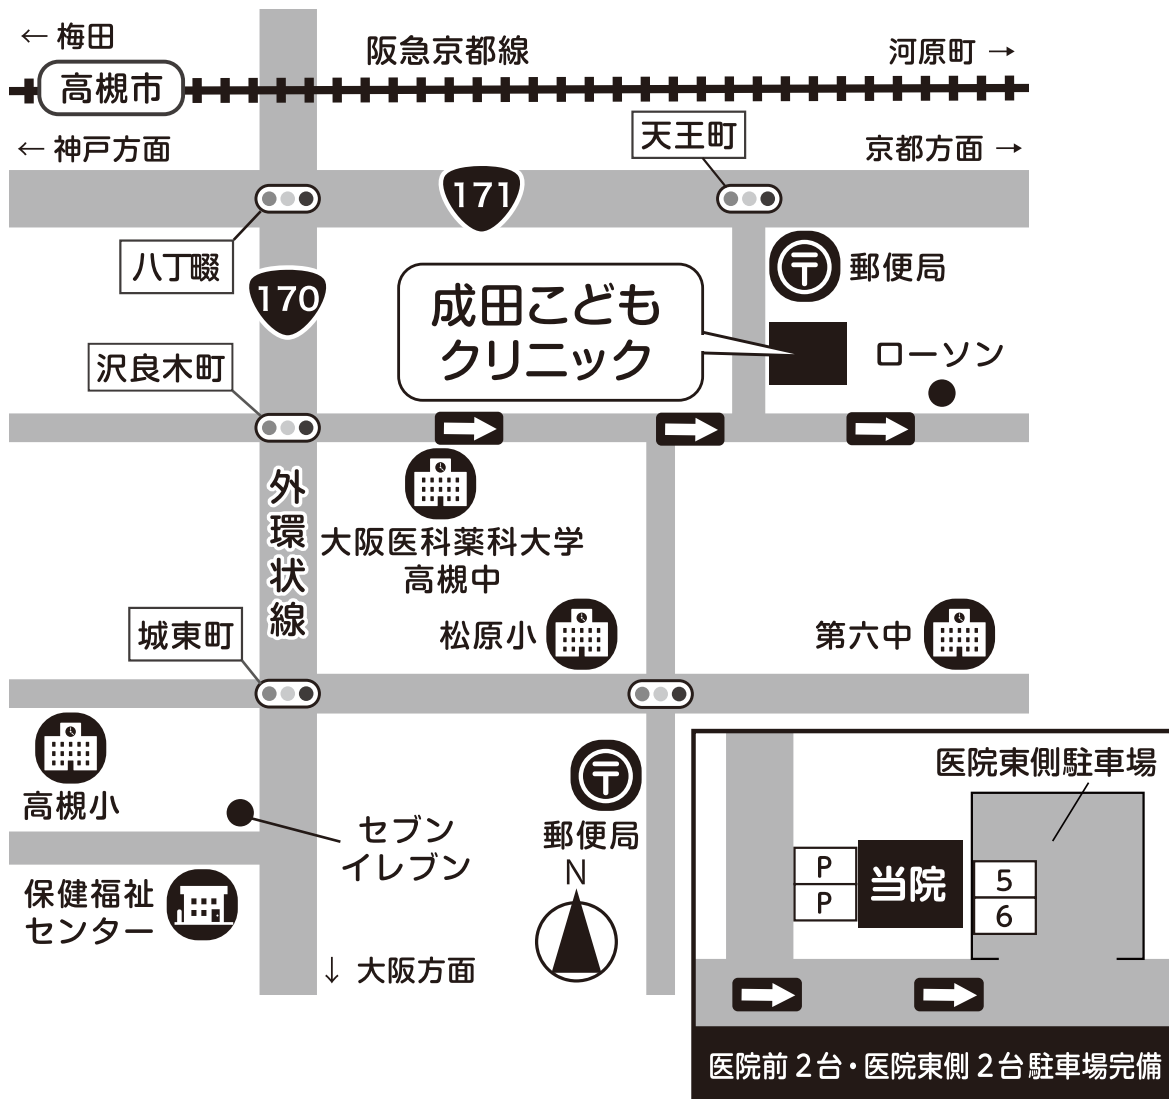 ← 梅田
阪急京都線
河原町 →
高槻市
← 神戸方面
天王町
京都方面 →
171
八丁畷
170
郵便局
成田こども
クリニック
ローソン
沢良木町
外環状線
大阪医科薬科大学
高槻中
城東町
松原小
第六中
高槻小
セブン
イレブン
郵便局
N
保健福祉
センター
↓ 大阪方面
医院東側駐車場
P
P
当院
5
6
医院前2台・医院東側2台駐車場完備